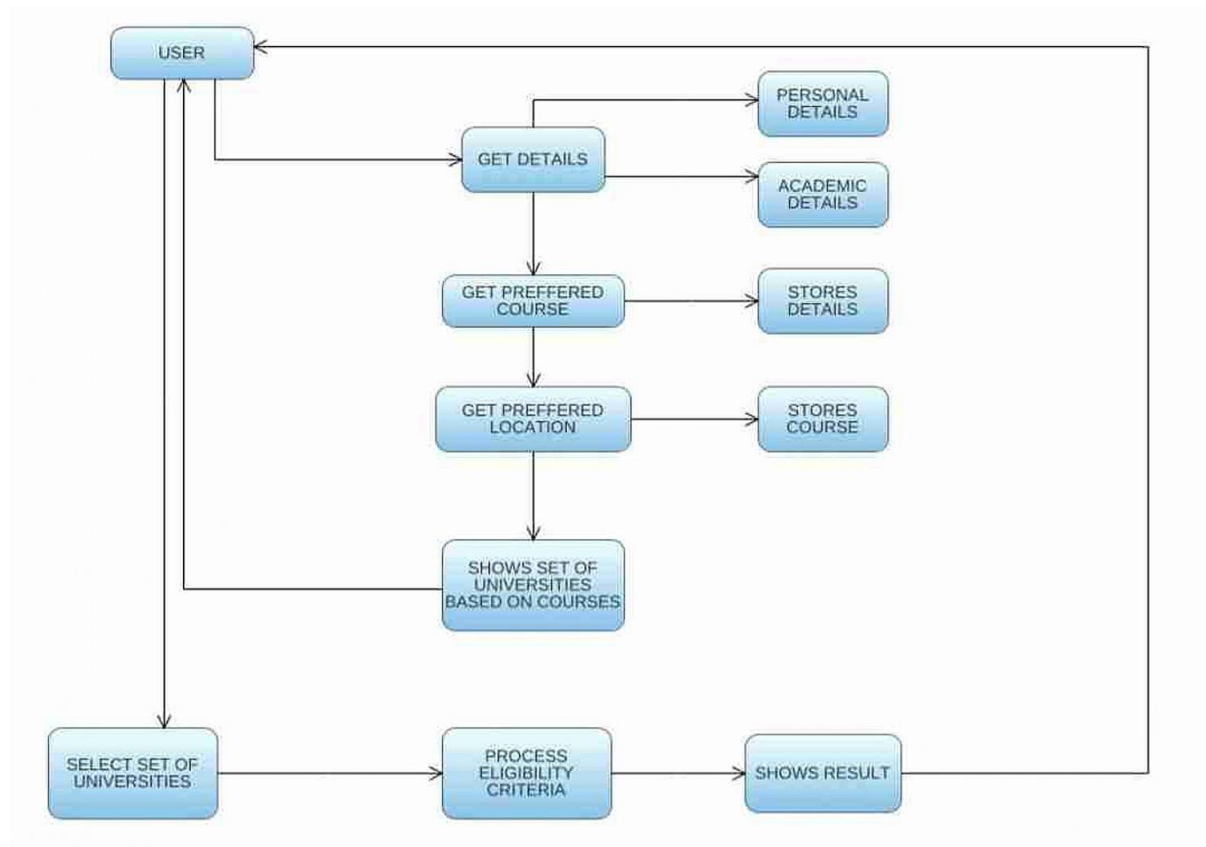 USER
PERSONAL
DETAILS
GET DETAILS
ACADEMIC
DETAILS
GET PREFFERED
COURSE
STORES
DETAILS
GET PREFFERED
LOCATION
STORES
COURSE
SHOWS SET OF
UNIVERSITIES
BASED ON COURSES
SELECT SET OF
UNIVERSITIES
PROCESS
ELIGIBILITY
CRITERIA
SHOWS RESULT